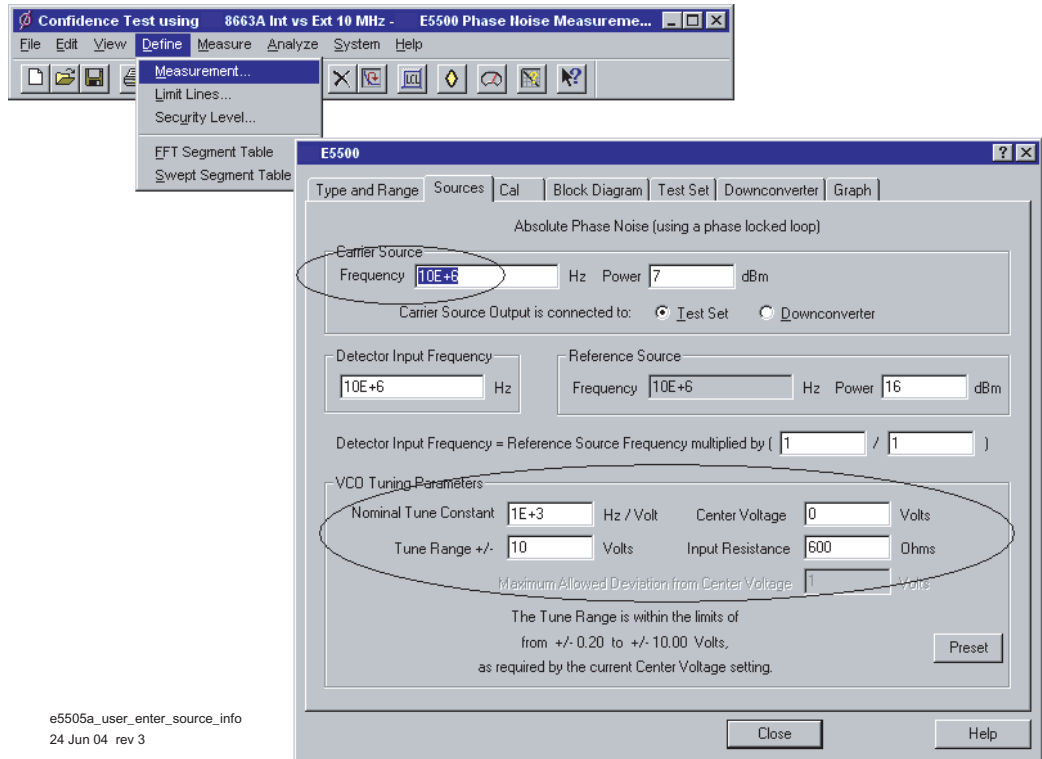 Confidence Test using 8663A Int vs Ext 10 MHz - E5500 Phase Noise Measureme...
File Edit View Define Measure Analyze System Help
Measurement...
Limit Lines...
Security Level...
FFT Segment Table
Swept Segment Table
E5500
Type and Range Sources Cal Block Diagram Test Set Downconverter Graph
Absolute Phase Noise (using a phase locked loop)
Carrier Source
Frequency 10E+6 Hz Power 7 dBm
Carrier Source Output is connected to: Test Set Downconverter
Detector Input Frequency
10E+6 Hz
Reference Source
Frequency 10E+6 Hz Power 16 dBm
Detector Input Frequency = Reference Source Frequency multiplied by ( 1 / 1 )
VCO Tuning Parameters
Nominal Tune Constant 1E+3 Hz / Volt Center Voltage 0 Volts
Tune Range +/- 10 Volts Input Resistance 600 Ohms
Maximum Allowed Deviation from Center Voltage 1 Volts
The Tune Range is within the limits of
from +/- 0.20 to +/- 10.00 Volts,
as required by the current Center Voltage setting.
Preset
Close Help
e5505a_user_enter_source_info
24 Jun 04 rev 3